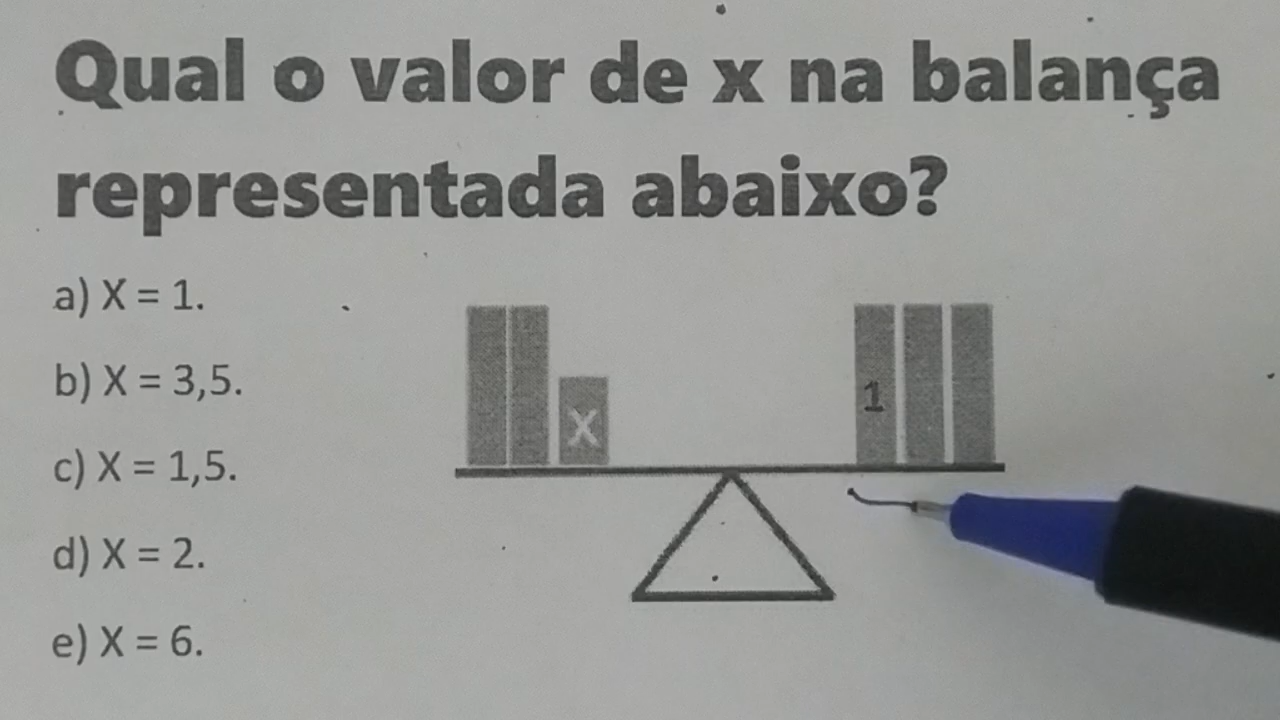 Qual o valor de x na balança
representada abaixo?
a) X = 1.
b) X = 3,5.
c) X = 1,5.
d) X = 2.
e) X = 6.
X
1